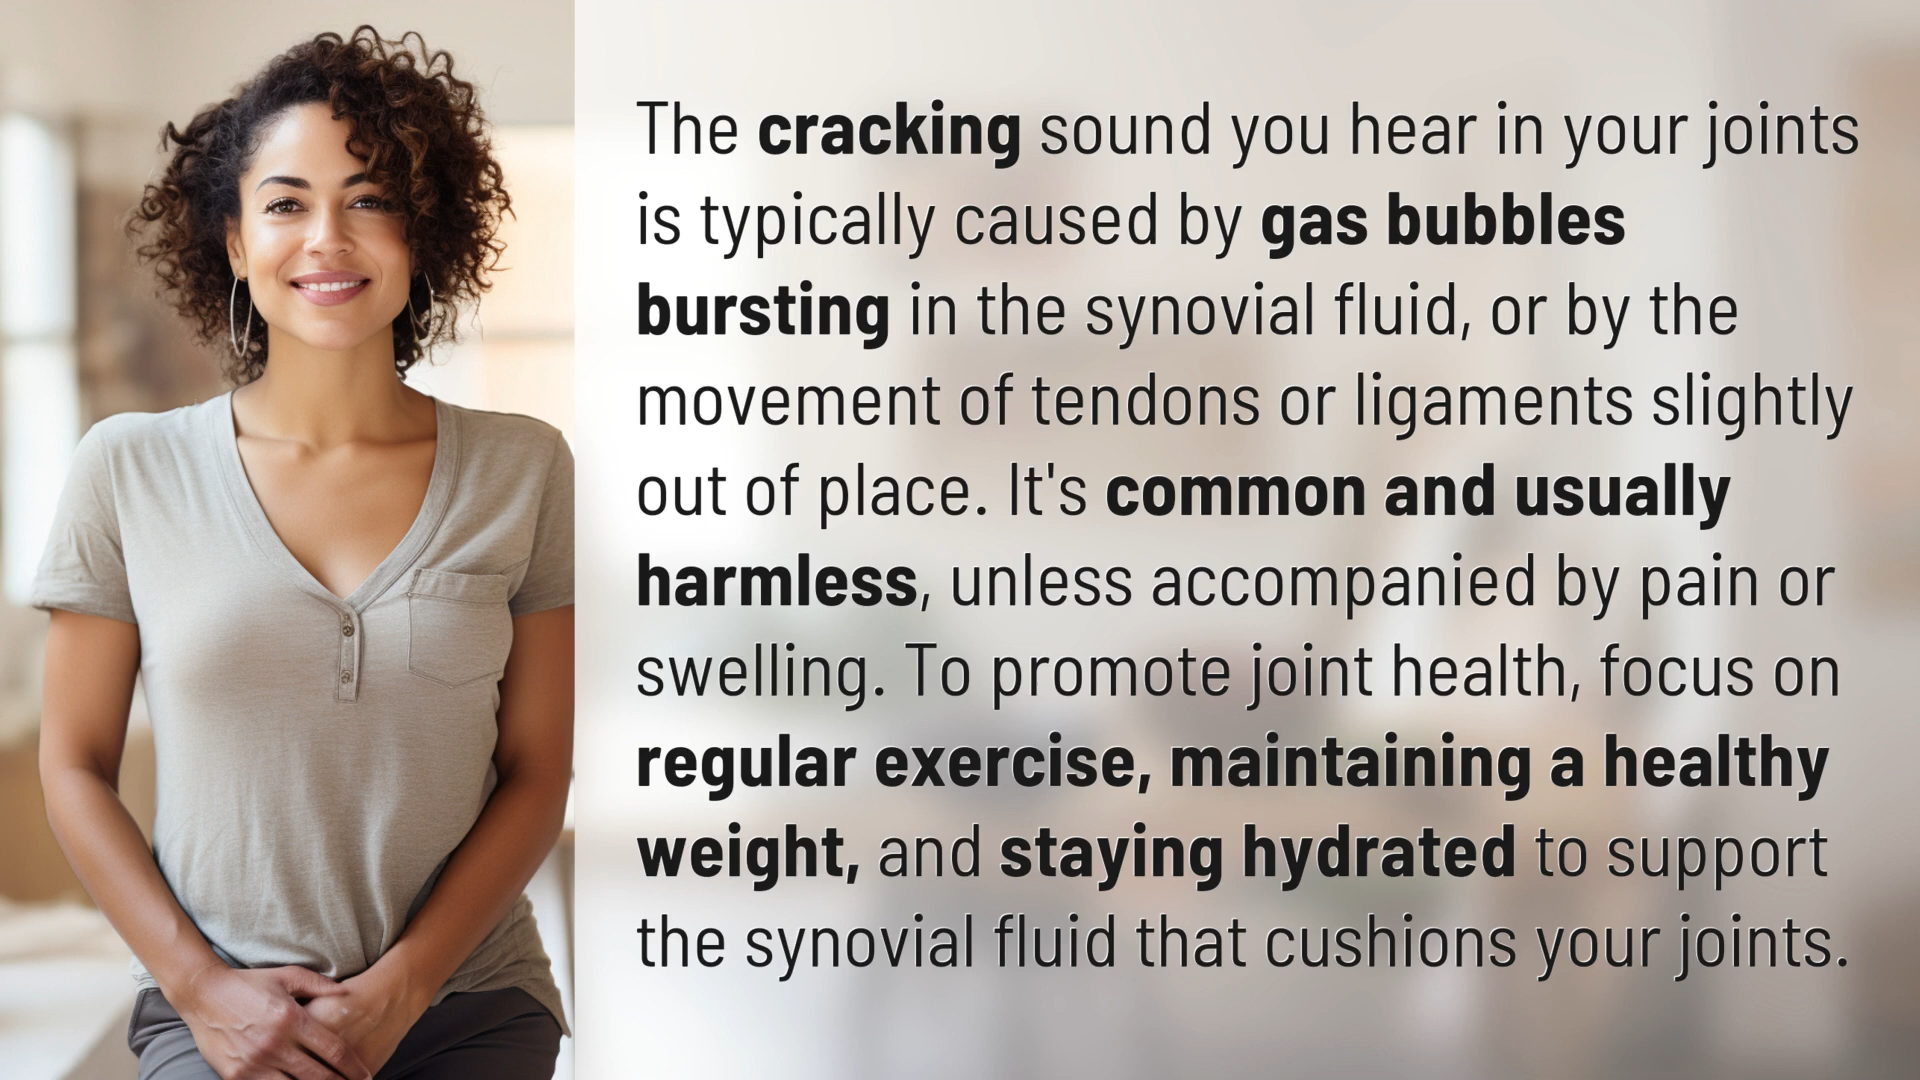 The cracking sound you hear in your joints
is typically caused by gas bubbles
bursting in the synovial fluid, or by the
movement of tendons or ligaments slightly
out of place. It's common and usually
harmless, unless accompanied by pain or
swelling. To promote joint health, focus on
regular exercise, maintaining a healthy
weight, and staying hydrated to support
the synovial fluid that cushions your joints.